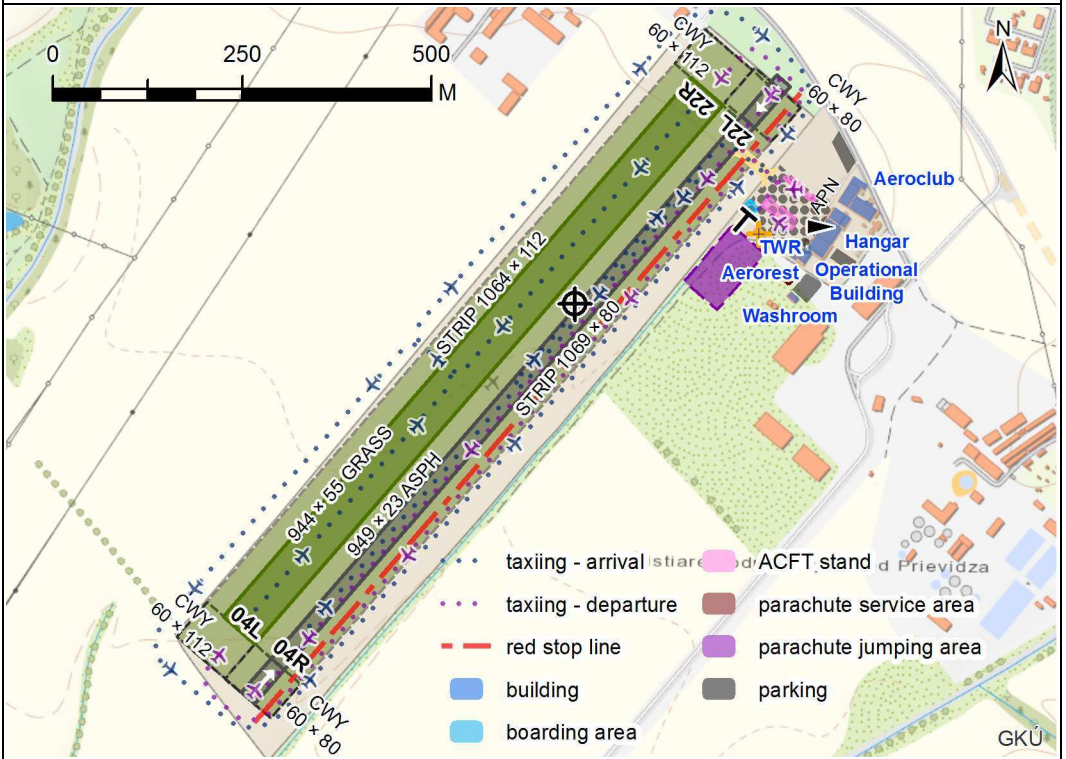 0 250 500
M
N
CWY
60 × 112
CWY
60 × 80
22R
22L
APN
Aeroclub
Hangar
TWR
Aerorest
Operational
Building
Washroom
STRIP 1064 × 112
STRIP 1069 × 80
944 × 55 GRASS
949 × 23 ASPH
04L
04R
CWY
60 × 112
CWY
60 × 80
taxiing - arrival
taxiing - departure
red stop line
building
boarding area
ACFT stand
parachute service area
parachute jumping area
parking
d Prievidza
GKÚ